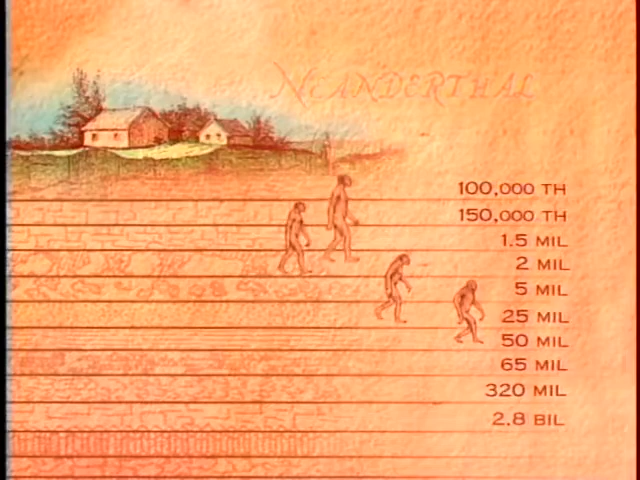 NEANDERTHAL
100,000 TH
150,000 TH
1.5 MIL
2 MIL
5 MIL
25 MIL
50 MIL
65 MIL
320 MIL
2.8 BIL